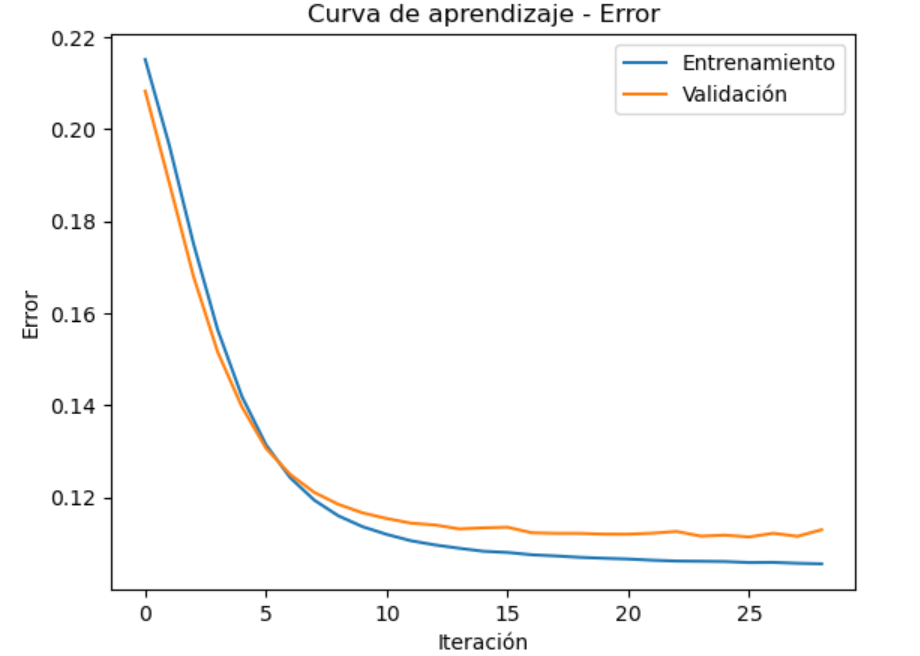 Curva de aprendizaje - Error
Entrenamiento
Validación
0.22
0.20
0.18
0.16
0.14
0.12
Error
0
5
10
15
20
25
Iteración